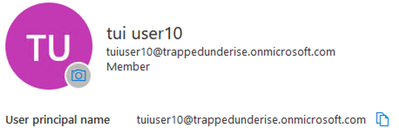 TU
tui user10
tuiuser10@trappedunderise.onmicrosoft.com
Member
User principal name tuiuser10@trappedunderise.onmicrosoft.com